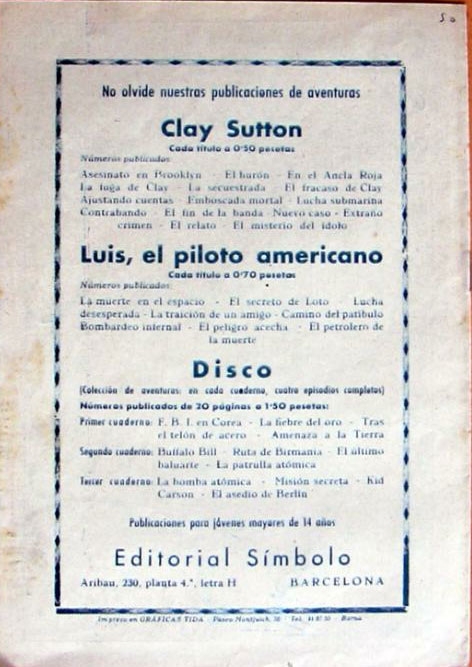 50
No olvide nuestras publicaciones de aventuras
Clay Sutton
Cada título a 0'50 pesetas
Números publicados:
Asesinato en Brooklyn - El hurón - En el Ancla Roja
La fuga de Clay - La secuestrada - El fracaso de Clay
Ajustando cuentas - Emboscada mortal - Lucha submarina
Contrabando - El fin de la banda - Nuevo caso - Extraño
crimen - El relato - El misterio del ídolo
Luis, el piloto americano
Cada título a 0'70 pesetas
Números publicados:
La muerte en el espacio - El secreto de Loto - Lucha
desesperada - La traición de un amigo - Camino del patíbulo
Bombardeo infernal - El peligro acecha - El petrolero de
la muerte
Disco
(Colección de aventuras: en cada cuaderno, cuatro episodios completos)
Números publicados de 20 páginas a 1'50 pesetas:
Primer cuaderno: F. B. I. en Corea - La fiebre del oro - Tras
el telón de acero - Amenaza a la Tierra
Segundo cuaderno: Buffalo Bill - Ruta de Birmania - El último
baluarte - La patrulla atómica
Tercer cuaderno: La bomba atómica - Misión secreta - Kid
Carson - El asedio de Berlín
Publicaciones para jóvenes mayores de 14 años
Editorial Símbolo
Aribau, 230, planta 4.ª, letra H BARCELONA
Impreso en GRÁFICAS TIDA - Paseo Montjuich, - Tel. - Barna